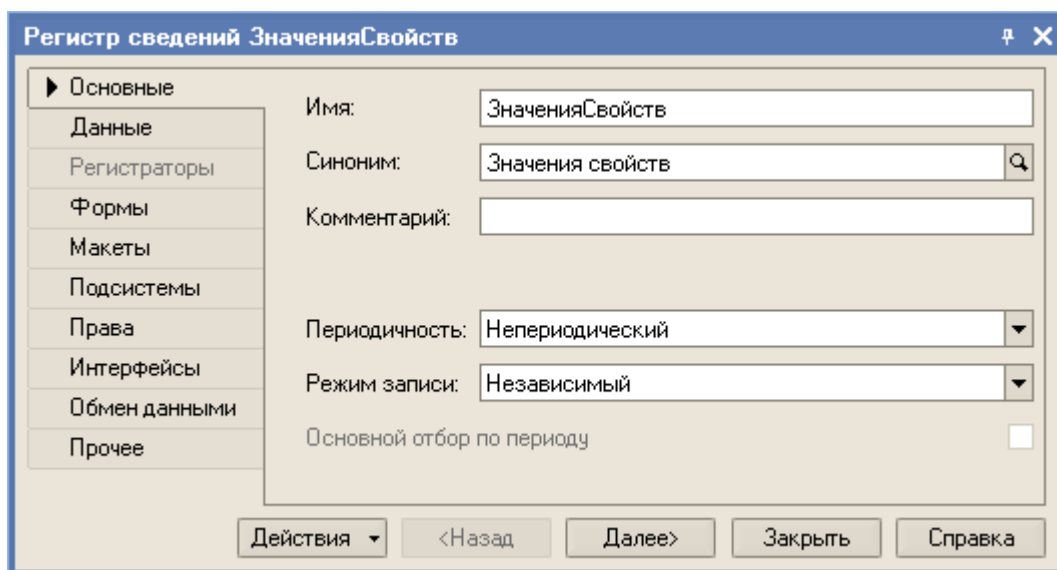 Регистр сведений ЗначенияСвойств
Основные
Данные
Регистраторы
Формы
Макеты
Подсистемы
Права
Интерфейсы
Обмен данными
Прочее
Имя: ЗначенияСвойств
Синоним: Значения свойств
Комментарий:
Периодичность: Непериодический
Режим записи: Независимый
Основной отбор по периоду
Действия <Назад Далее> Закрыть Справка